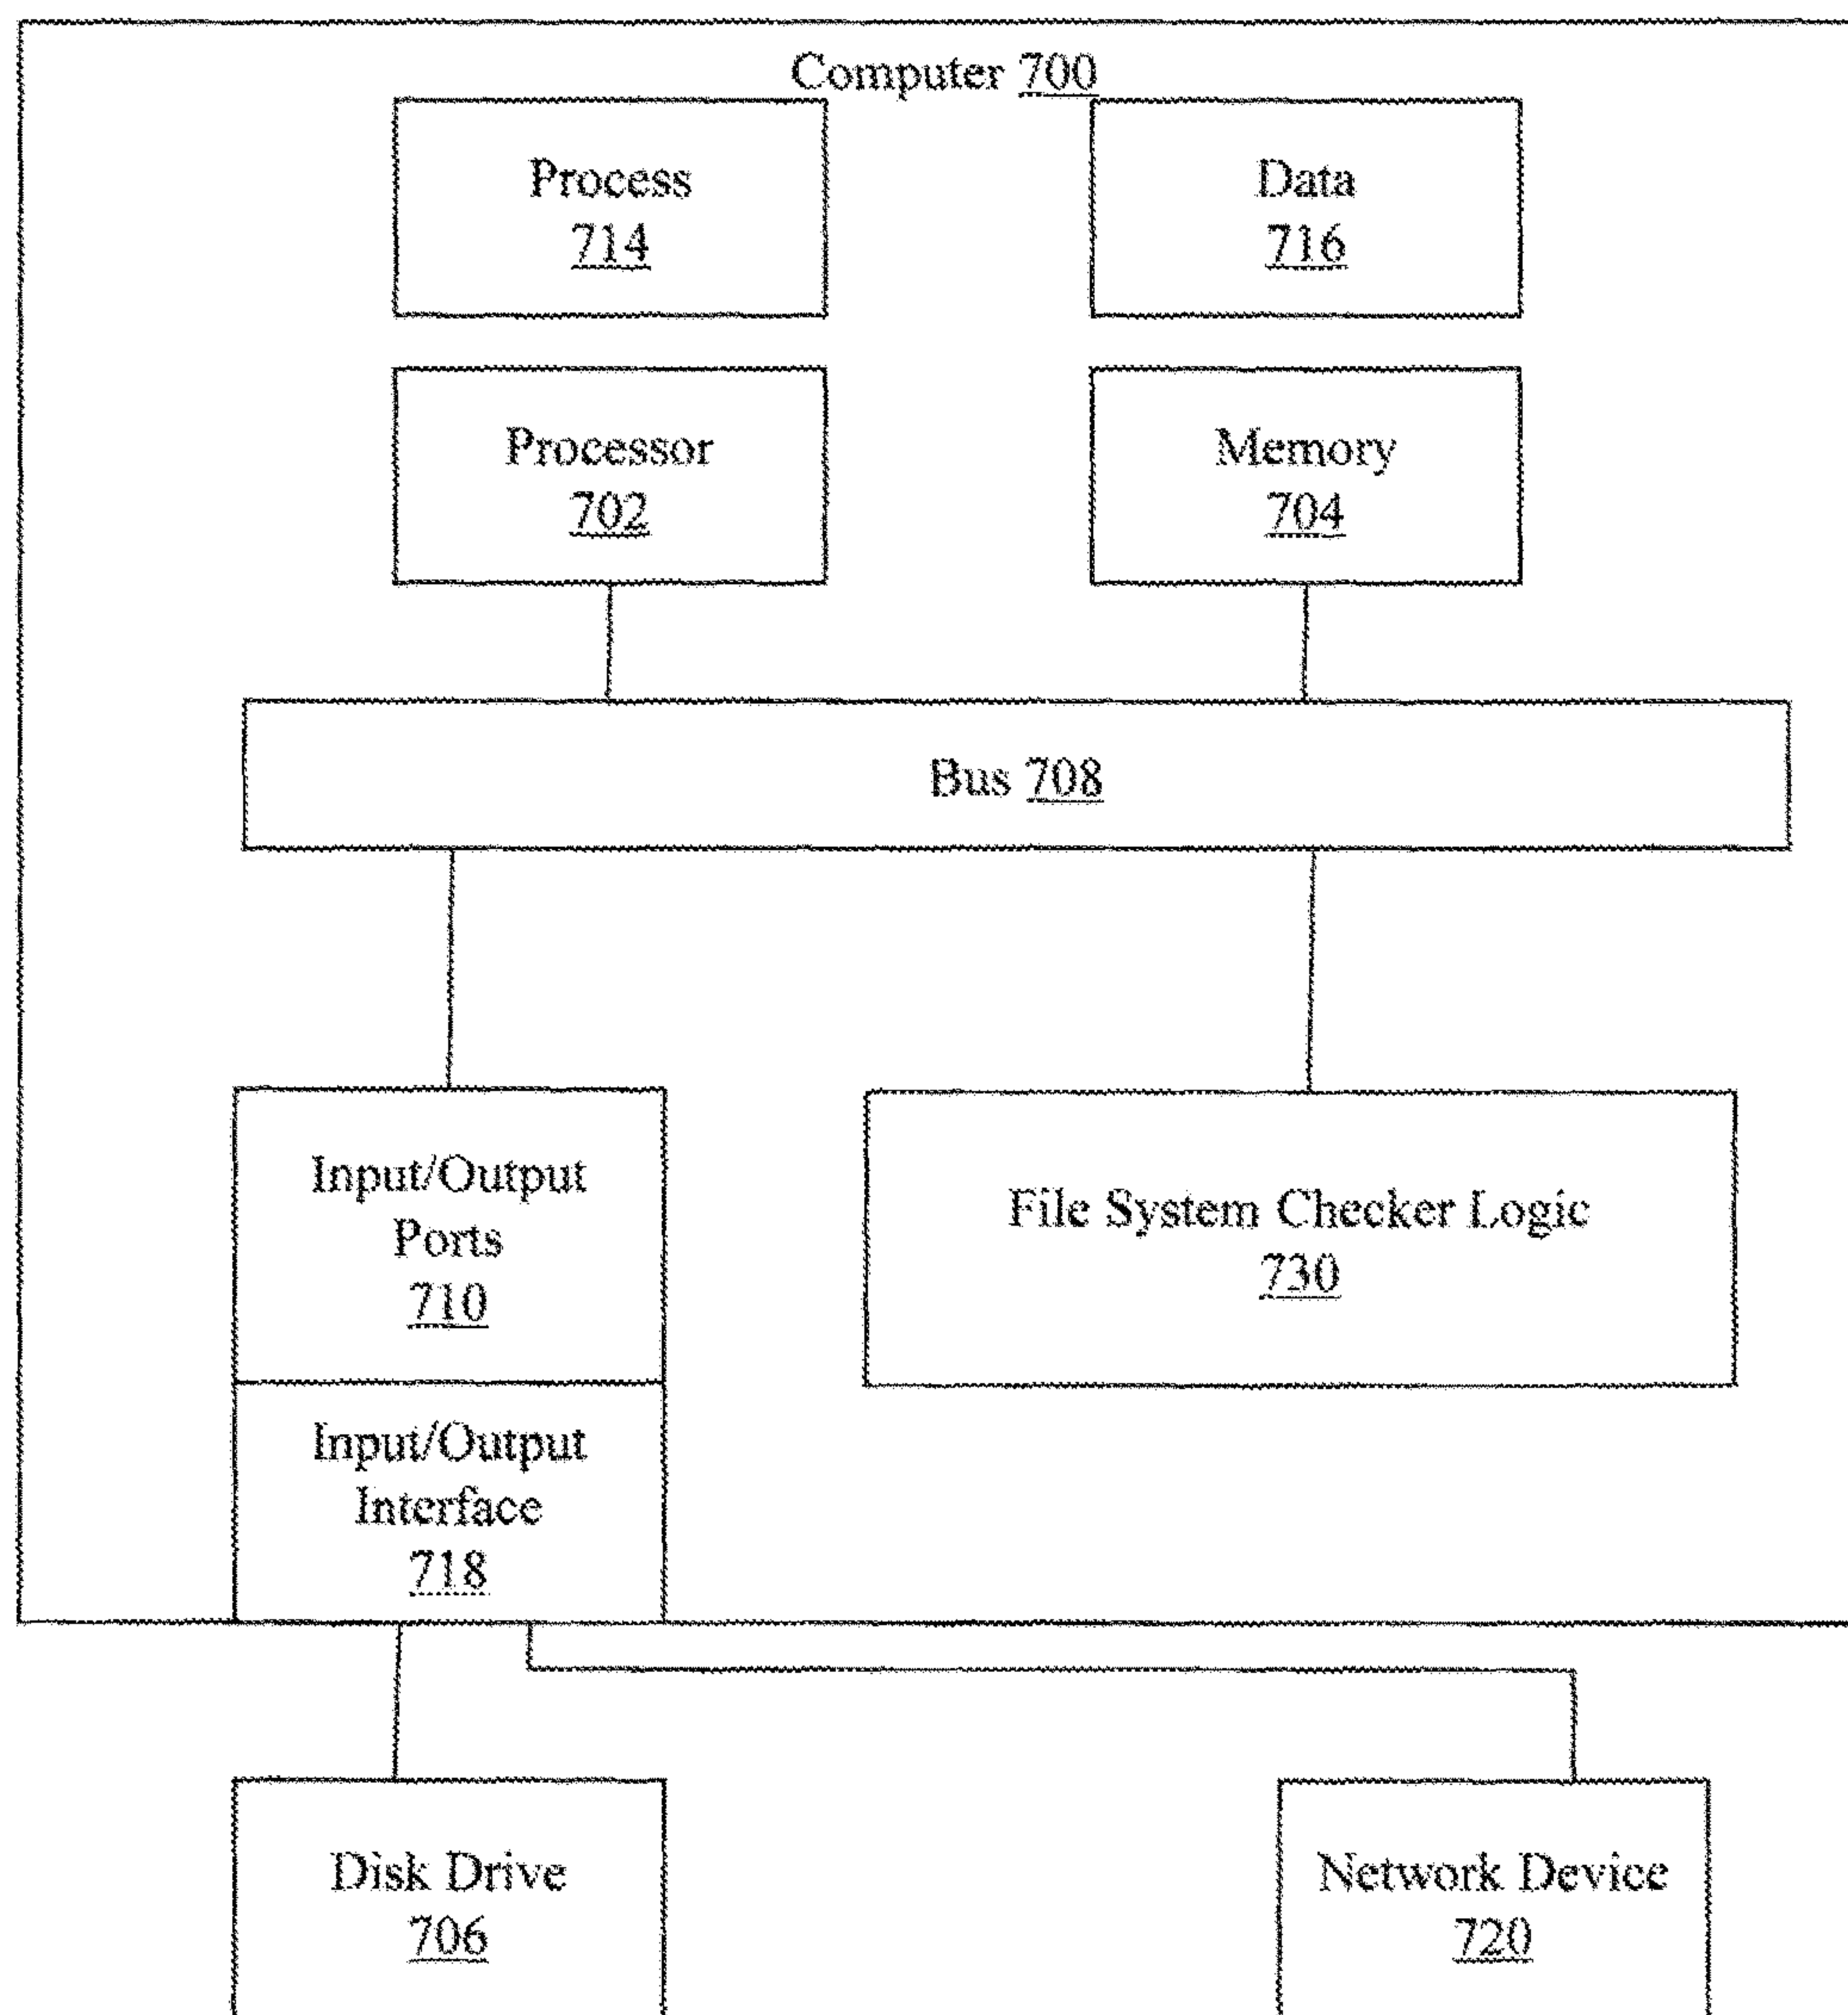 Computer 700
Process
714
Data
716
Processor
702
Memory
704
Bus 708
Input/Output
Ports
710
File System Checker Logic
730
Input/Output
Interface
718
Disk Drive
706
Network Device
720